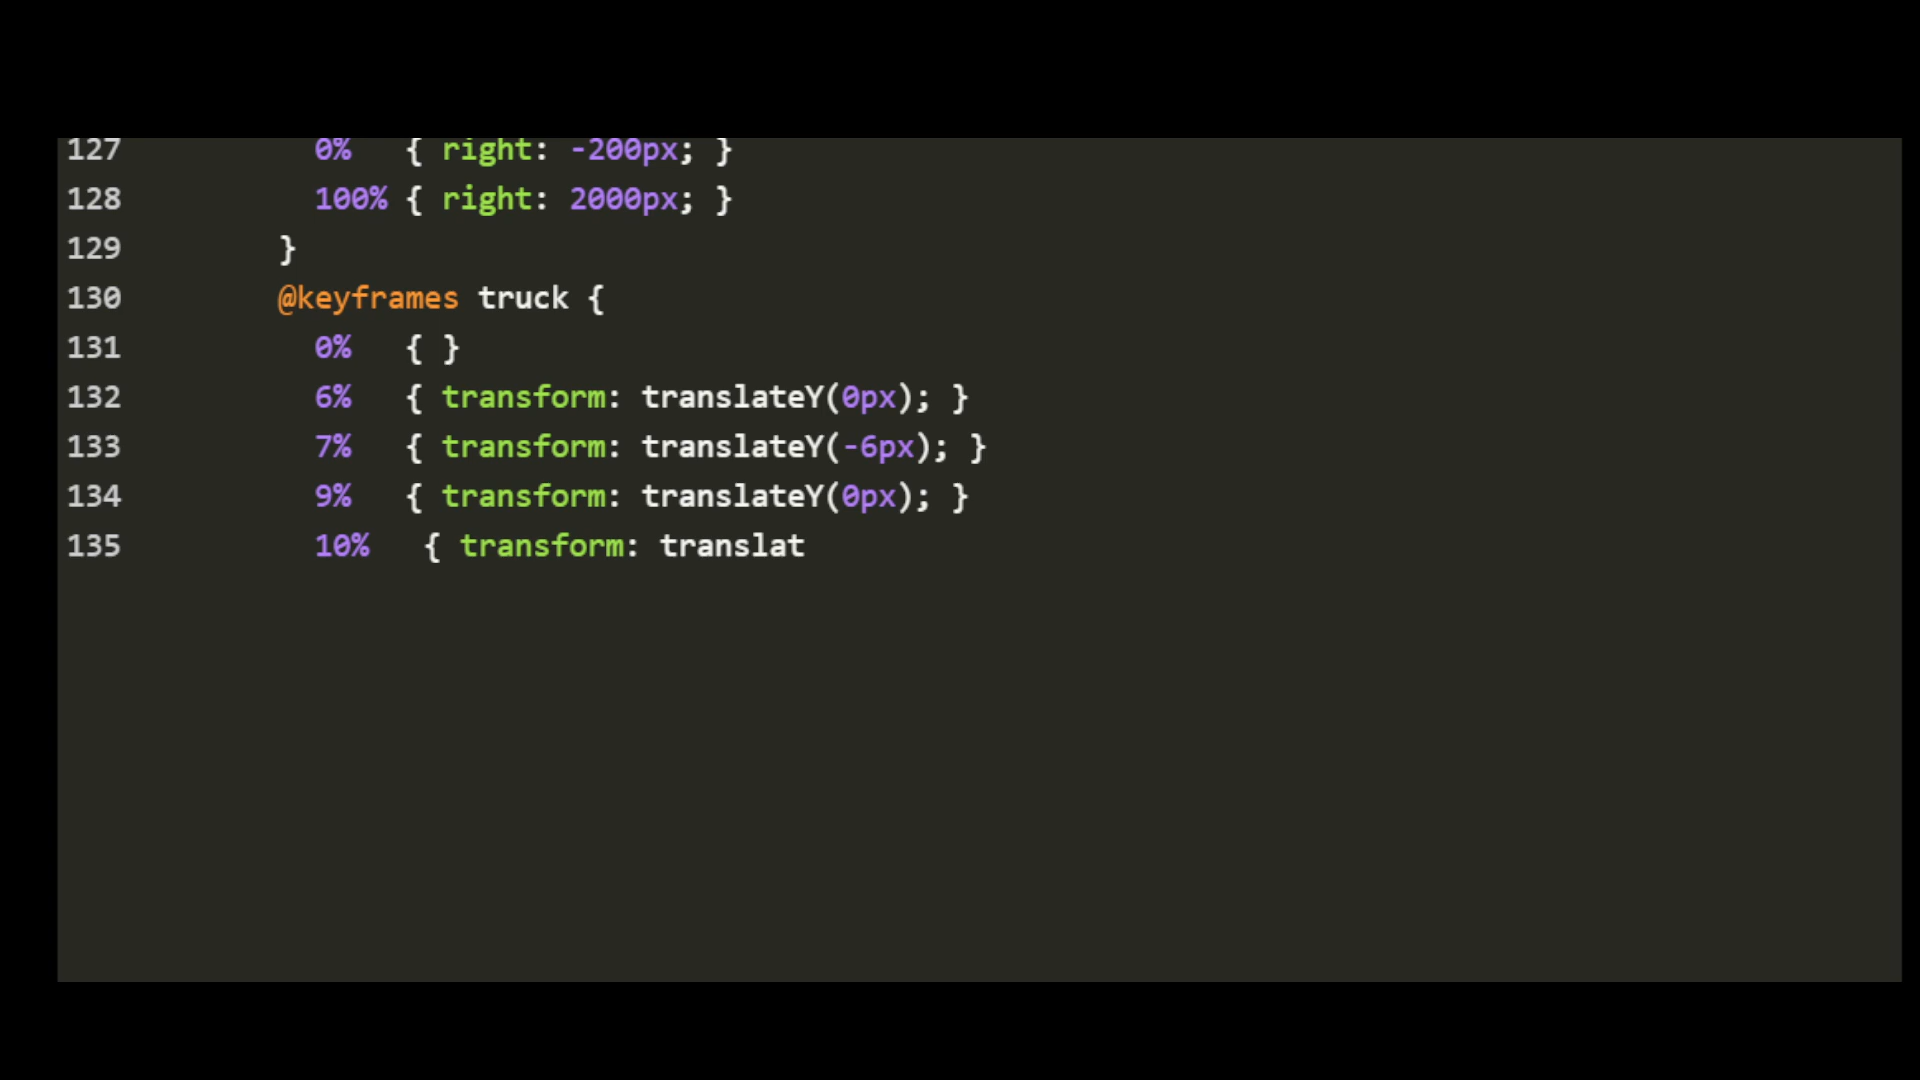 127 0% { right: -200px; }
128 100% { right: 2000px; }
129 }
130 @keyframes truck {
131 0% { }
132 6% { transform: translateY(0px); }
133 7% { transform: translateY(-6px); }
134 9% { transform: translateY(0px); }
135 10% { transform: translat